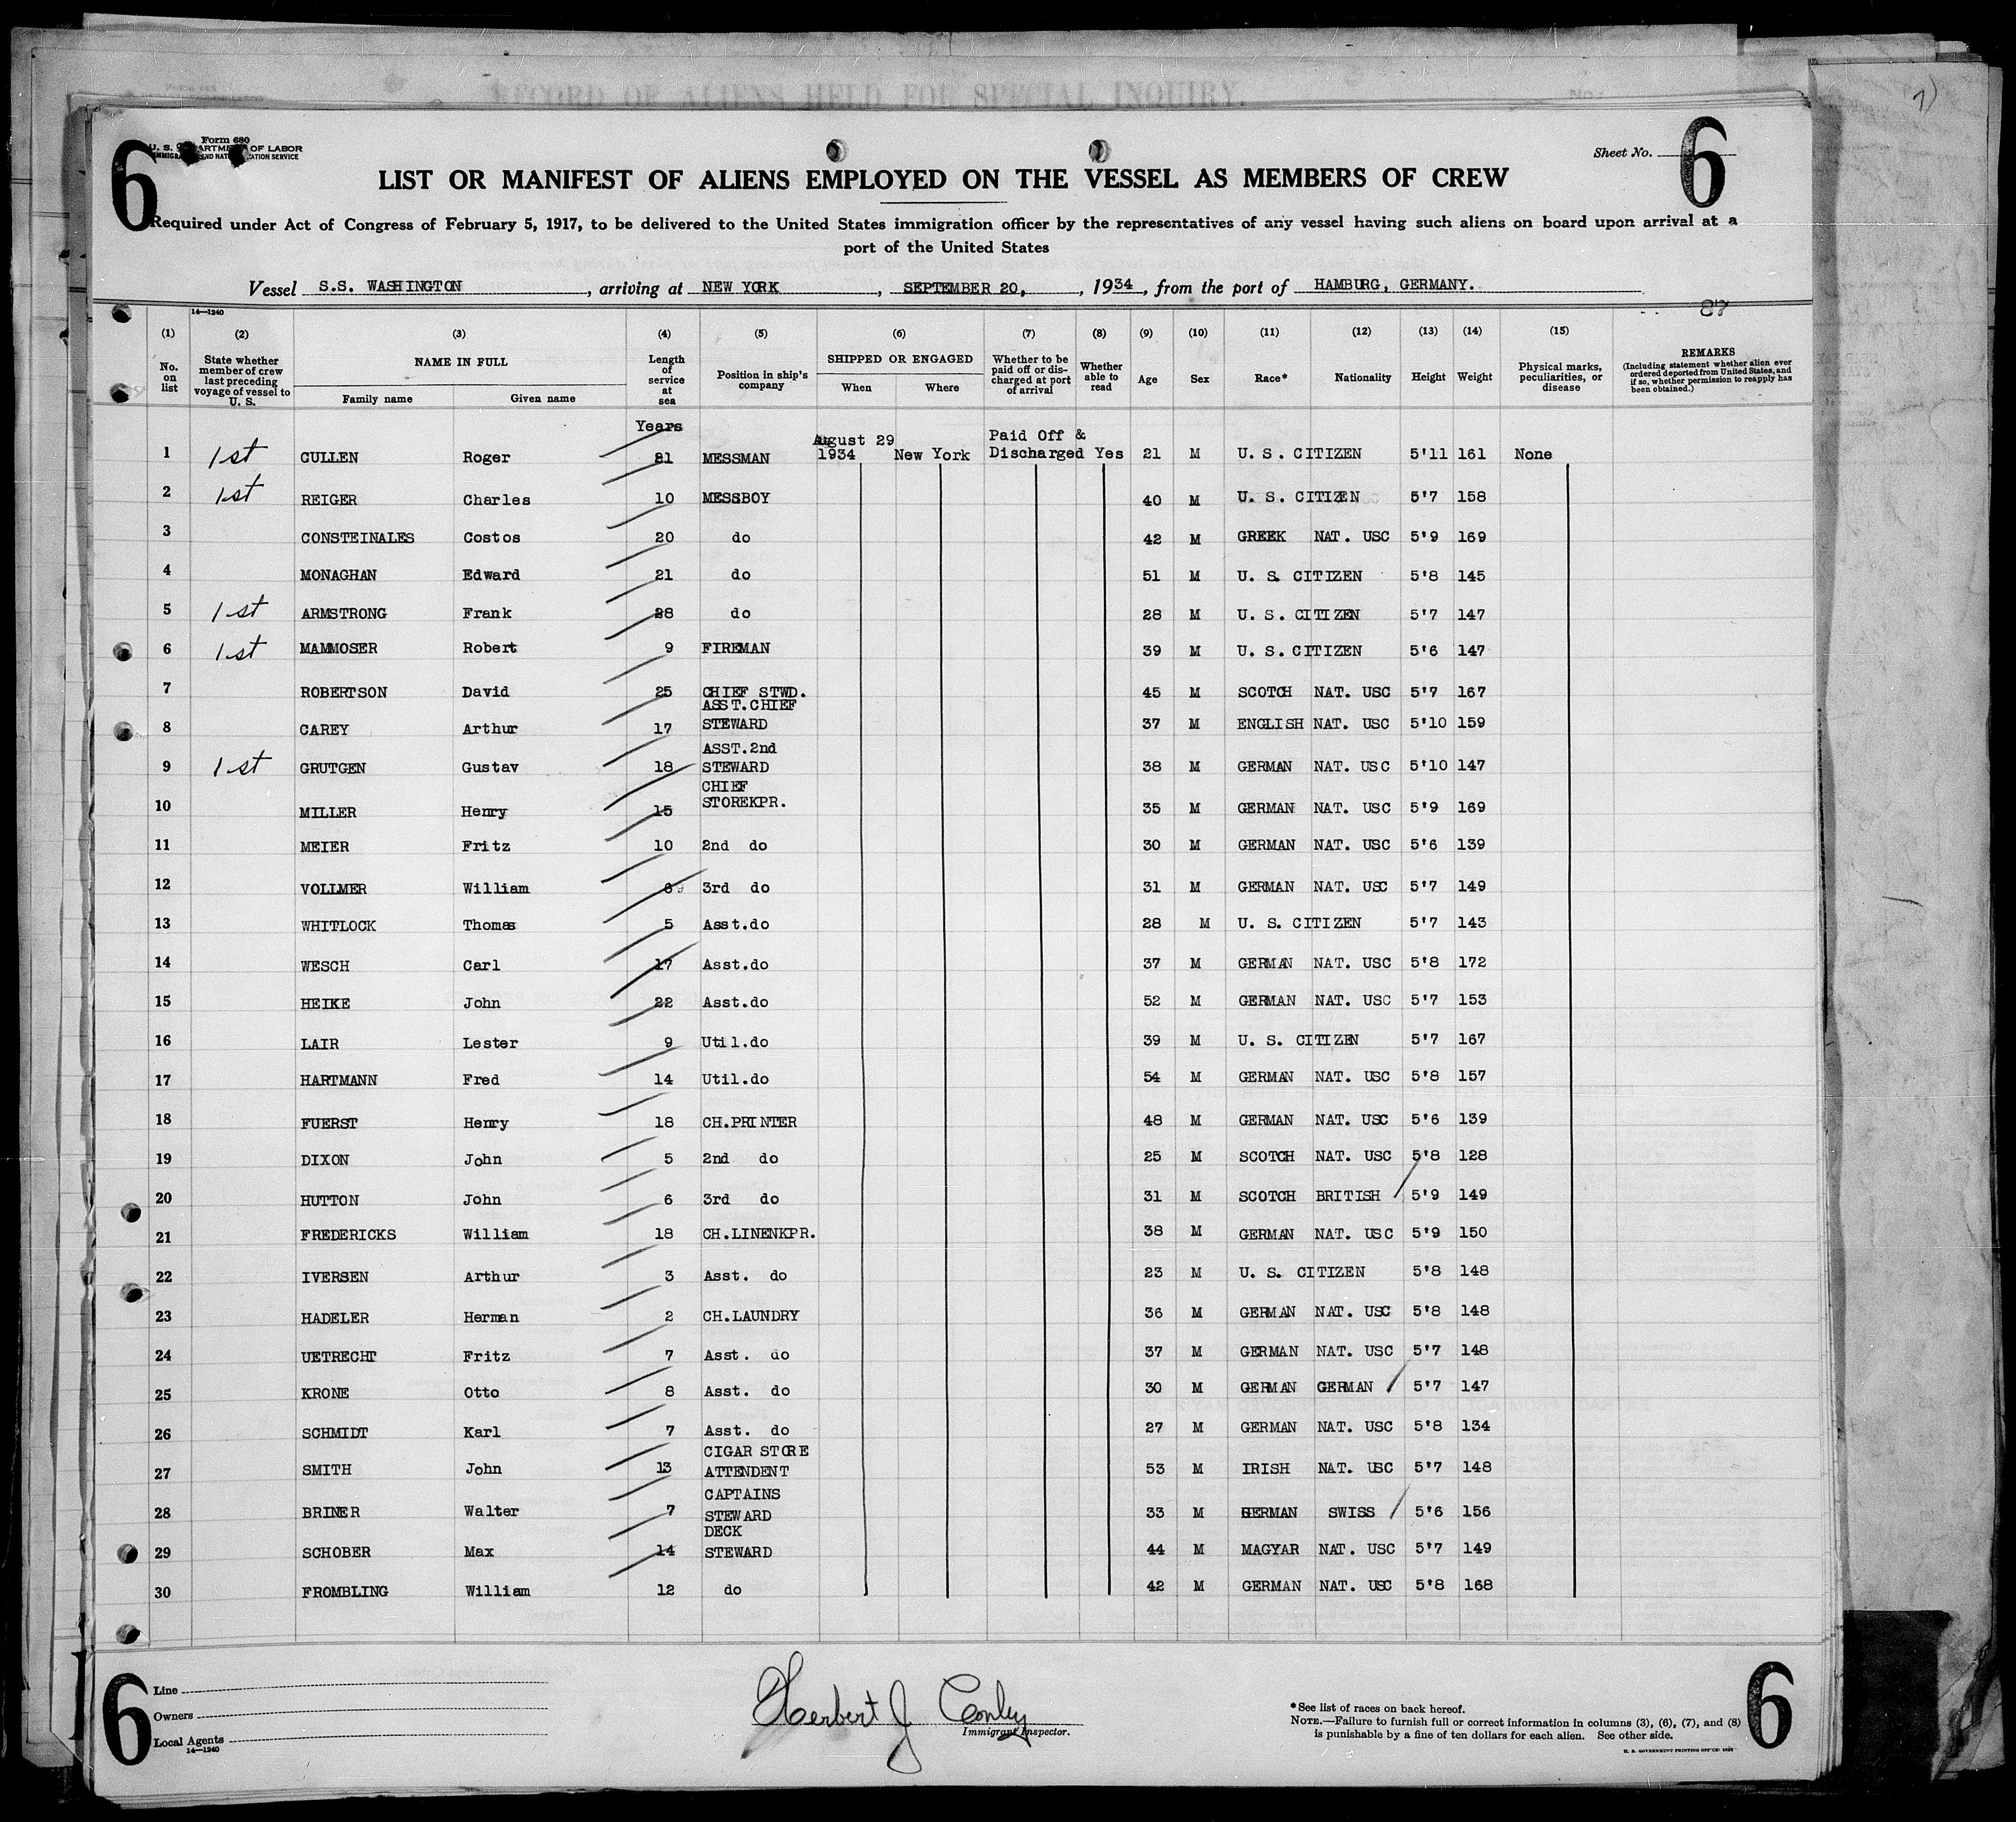 RECORD OF ALIENS HELD FOR SPECIAL INQUIRY.
7)
6
Form 680
U. S. DEPARTMENT OF LABOR
IMMIGRATION AND NATURALIZATION SERVICE
Sheet No. 6
LIST OR MANIFEST OF ALIENS EMPLOYED ON THE VESSEL AS MEMBERS OF CREW
Required under Act of Congress of February 5, 1917, to be delivered to the United States immigration officer by the representatives of any vessel having such aliens on board upon arrival at a
port of the United States
Vessel S.S. WASHINGTON, arriving at NEW YORK, SEPTEMBER 20, , 1934, from the port of HAMBURG, GERMANY.
87
14—1240
(1) (2) (3) (4) (5) (6) (7) (8) (9) (10) (11) (12) (13) (14) (15)
No. on list
State whether member of crew last preceding voyage of vessel to U. S.
NAME IN FULL
Family name Given name
Length of service at sea
Position in ship's company
SHIPPED OR ENGAGED
When Where
Whether to be paid off or discharged at port of arrival
Whether able to read
Age
Sex
Race*
Nationality
Height
Weight
Physical marks, peculiarities, or disease
REMARKS
(Including statement whether alien ever ordered deported from United States, and if so, whether permission to reapply has been obtained.)
Years
1 1st CULLEN Roger MESSMAN August 29 1934 New York Paid Off & Discharged Yes 21 M U. S. CITIZEN 5'11 161 None
2 1st REIGER Charles 10 MESSBOY 40 M U. S. CITIZEN 5'7 158
3 CONSTEINALES Costos 20 do 42 M GREEK NAT. USC 5'9 169
4 MONAGHAN Edward 21 do 51 M U. S. CITIZEN 5'8 145
5 1st ARMSTRONG Frank 28 do 28 M U. S. CITIZEN 5'7 147
6 1st MAMMOSER Robert 9 FIREMAN 39 M U. S. CITIZEN 5'6 147
7 ROBERTSON David 25 CHIEF STWD. 45 M SCOTCH NAT. USC 5'7 167
8 CAREY Arthur 17 ASST.CHIEF STEWARD 37 M ENGLISH NAT. USC 5'10 159
9 1st GRUTGEN Gustav 18 ASST.2nd STEWARD 38 M GERMAN NAT. USC 5'10 147
10 MILLER Henry 15 CHIEF STOREKPR. 35 M GERMAN NAT. USC 5'9 169
11 MEIER Fritz 10 2nd do 30 M GERMAN NAT. USC 5'6 139
12 VOLLMER William 3rd do 31 M GERMAN NAT. USC 5'7 149
13 WHITLOCK Thomas 5 Asst.do 28 M U. S. CITIZEN 5'7 143
14 WESCH Carl 17 Asst.do 37 M GERMAN NAT. USC 5'8 172
15 HEIKE John 22 Asst.do 52 M GERMAN NAT. USC 5'7 153
16 LAIR Lester 9 Util.do 39 M U. S. CITIZEN 5'7 167
17 HARTMANN Fred 14 Util.do 54 M GERMAN NAT. USC 5'8 157
18 FUERST Henry 18 CH.PRINTER 48 M GERMAN NAT. USC 5'6 139
19 DIXON John 5 2nd do 25 M SCOTCH NAT. USC 5'8 128
20 HUTTON John 6 3rd do 31 M SCOTCH BRITISH 5'9 149
21 FREDERICKS William 18 CH.LINENKPR. 38 M GERMAN NAT. USC 5'9 150
22 IVERSEN Arthur 3 Asst. do 23 M U. S. CITIZEN 5'8 148
23 HADELER Herman 2 CH.LAUNDRY 36 M GERMAN NAT. USC 5'8 148
24 UETRECHT Fritz 7 Asst. do 37 M GERMAN NAT. USC 5'7 148
25 KRONE Otto 8 Asst. do 30 M GERMAN GERMAN 5'7 147
26 SCHMIDT Karl 7 Asst. do 27 M GERMAN NAT. USC 5'8 134
27 SMITH John 13 CIGAR STORE ATTENDENT 53 M IRISH NAT. USC 5'7 148
28 BRINER Walter 7 CAPTAINS STEWARD 33 M GERMAN SWISS 5'6 156
29 SCHOBER Max 14 DECK STEWARD 44 M MAGYAR NAT. USC 5'7 149
30 FROMBLING William 12 do 42 M GERMAN NAT. USC 5'8 168
6
Line
Owners
Local Agents
14—1240
Herbert J Conley
Immigrant Inspector.
*See list of races on back hereof.
NOTE.—Failure to furnish full or correct information in columns (3), (6), (7), and (8)
is punishable by a fine of ten dollars for each alien. See other side.
U. S. GOVERNMENT PRINTING OFFICE:
6